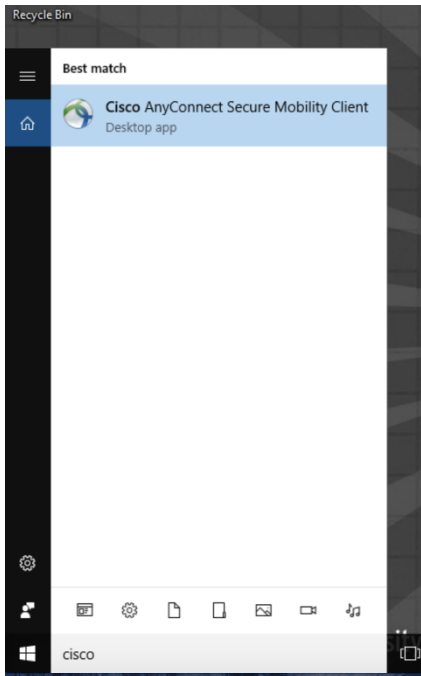 Recycle Bin
Best match
Cisco AnyConnect Secure Mobility Client
Desktop app
cisco